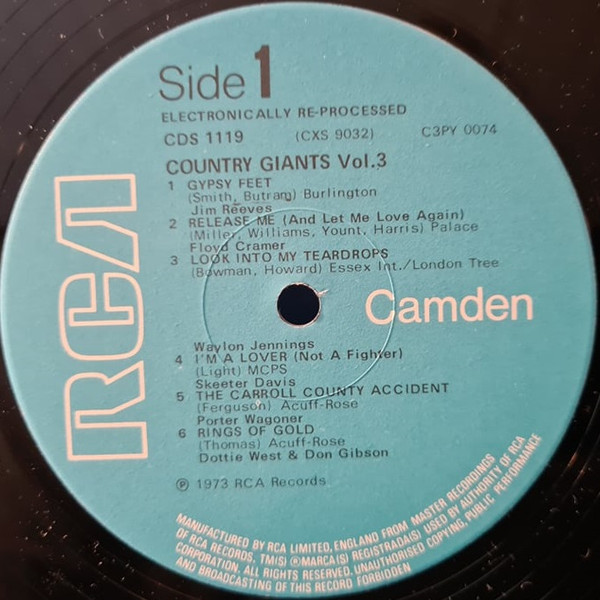 Side 1
ELECTRONICALLY RE-PROCESSED
CDS 1119 (CXS 9032) C3PY 0074
COUNTRY GIANTS Vol.3
1 GYPSY FEET
(Smith, Butram) Burlington
Jim Reeves
2 RELEASE ME (And Let Me Love Again)
(Miller, Williams, Yount, Harris) Palace
Floyd Cramer
3 LOOK INTO MY TEARDROPS
(Bowman, Howard) Essex Int./London Tree
RCA
Camden
Waylon Jennings
4 I'M A LOVER (Not A Fighter)
(Light) MCPS
Skeeter Davis
5 THE CARROLL COUNTY ACCIDENT
(Ferguson) Acuff-Rose
Porter Wagoner
6 RINGS OF GOLD
(Thomas) Acuff-Rose
Dottie West & Don Gibson
℗ 1973 RCA Records
MANUFACTURED BY RCA LIMITED, ENGLAND FROM MASTER RECORDINGS
OF RCA RECORDS. TM(S) ®MARCA(S) REGISTRADA(S) USED BY AUTHORITY OF RCA
CORPORATION. ALL RIGHTS RESERVED. UNAUTHORISED COPYING, PUBLIC PERFORMANCE
AND BROADCASTING OF THIS RECORD FORBIDDEN